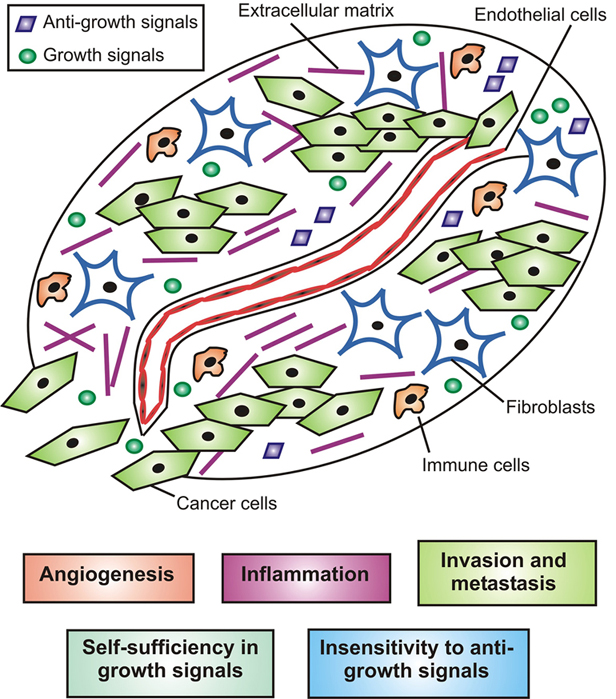 Anti-growth signals
Growth signals
Extracellular matrix
Endothelial cells
Fibroblasts
Immune cells
Cancer cells
Angiogenesis
Inflammation
Invasion and
metastasis
Self-sufficiency in
growth signals
Insensitivity to anti-
growth signals